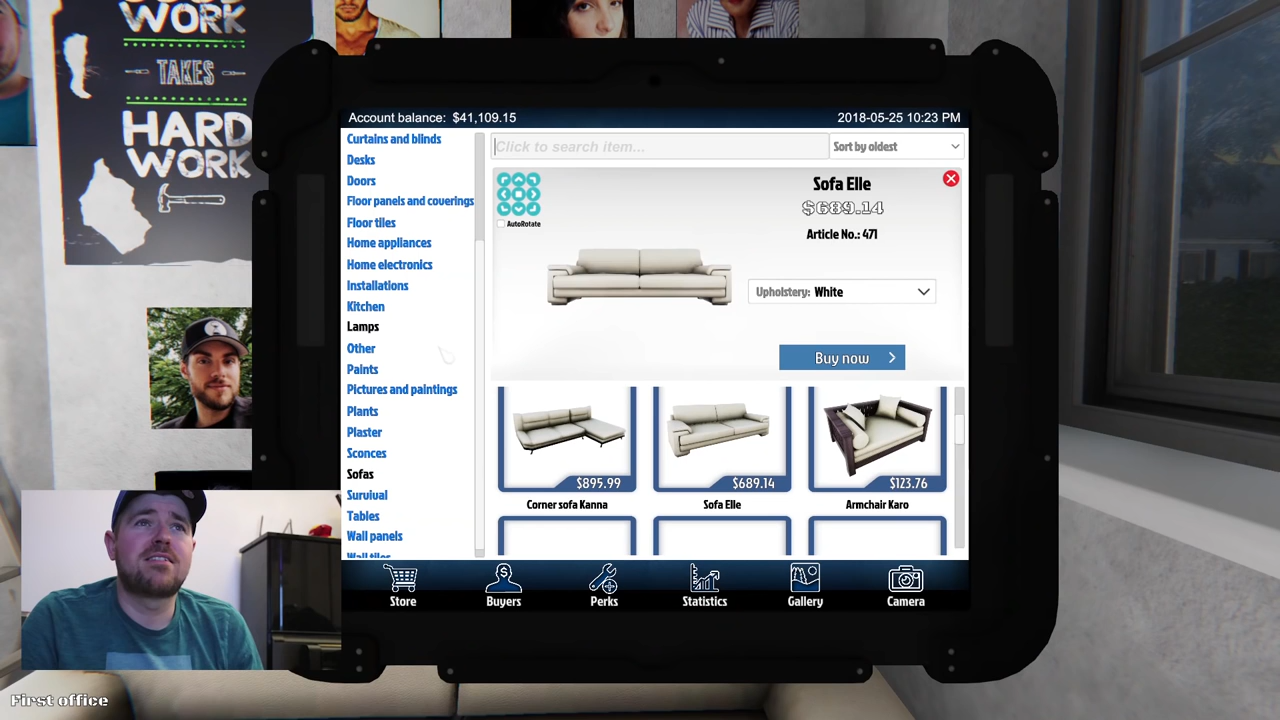 GOOD
WORK
TAKES
HARD
WORK
Account balance: $41,109.15
2018-05-25 10:23 PM
Curtains and blinds
Desks
Doors
Floor panels and coverings
Floor tiles
Home appliances
Home electronics
Installations
Kitchen
Lamps
Other
Paints
Pictures and paintings
Plants
Plaster
Sconces
Sofas
Survival
Tables
Wall panels
Wall tiles
Click to search item...
Sort by oldest
AutoRotate
Sofa Elle
$689.14
Article No.: 471
Upholstery: White
Buy now
$895.99
Corner sofa Kanna
$689.14
Sofa Elle
$123.76
Armchair Karo
Store
Buyers
Perks
Statistics
Gallery
Camera
First office